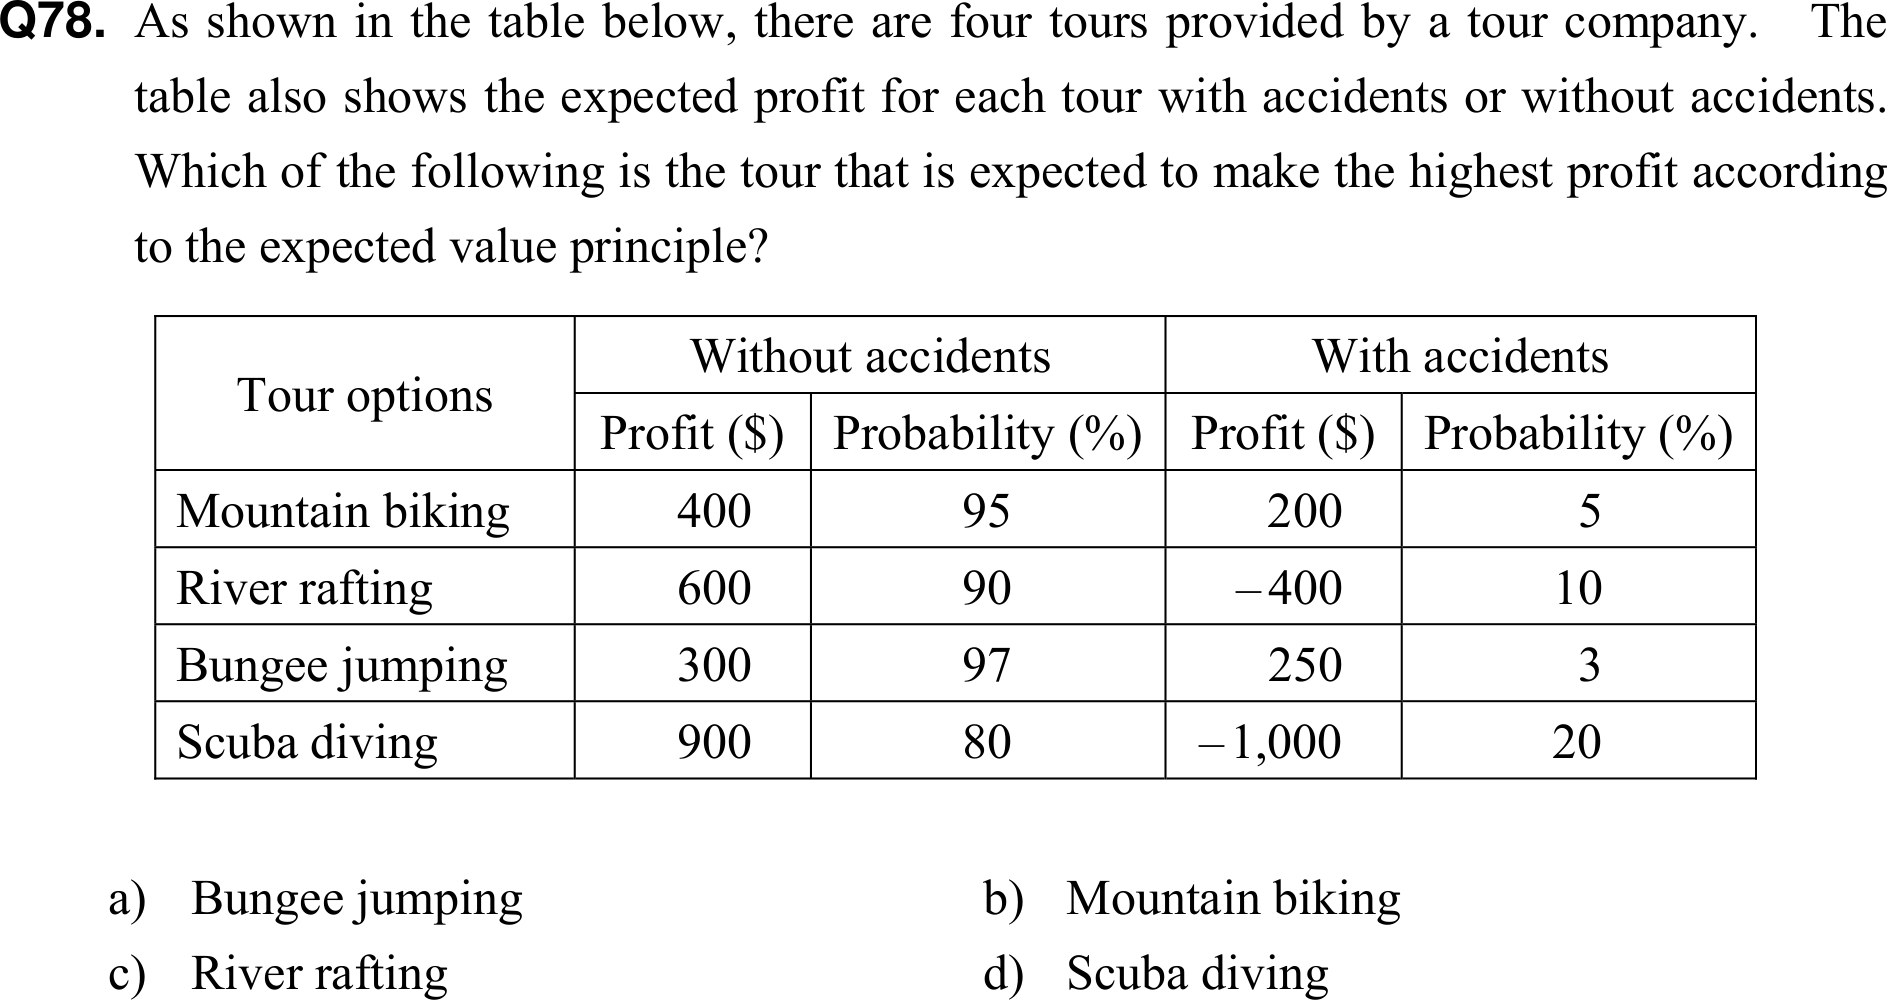 Q78. As shown in the table below, there are four tours provided by a tour company. The
table also shows the expected profit for each tour with accidents or without accidents.
Which of the following is the tour that is expected to make the highest profit according
to the expected value principle?
Tour options Without accidents With accidents
Profit ($) Probability (%) Profit ($) Probability (%)
Mountain biking 400 95 200 5
River rafting 600 90 –400 10
Bungee jumping 300 97 250 3
Scuba diving 900 80 –1,000 20
a) Bungee jumping b) Mountain biking
c) River rafting d) Scuba diving